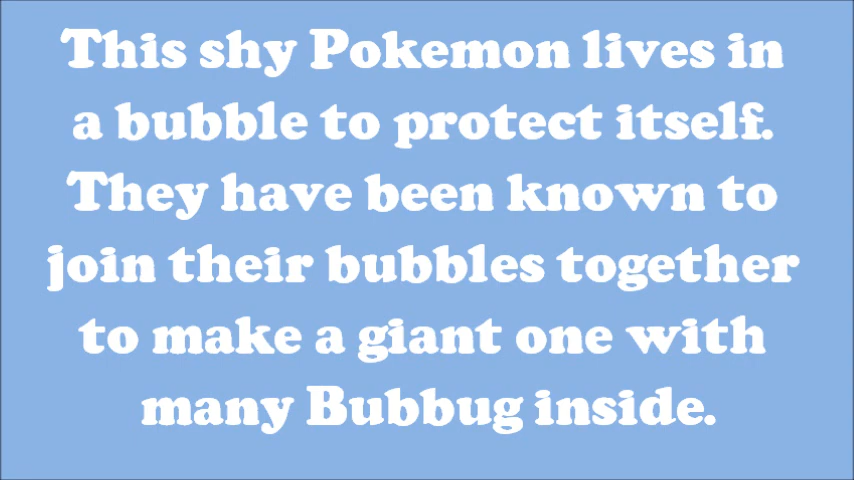 This shy Pokemon lives in
a bubble to protect itself.
They have been known to
join their bubbles together
to make a giant one with
many Bubbug inside.